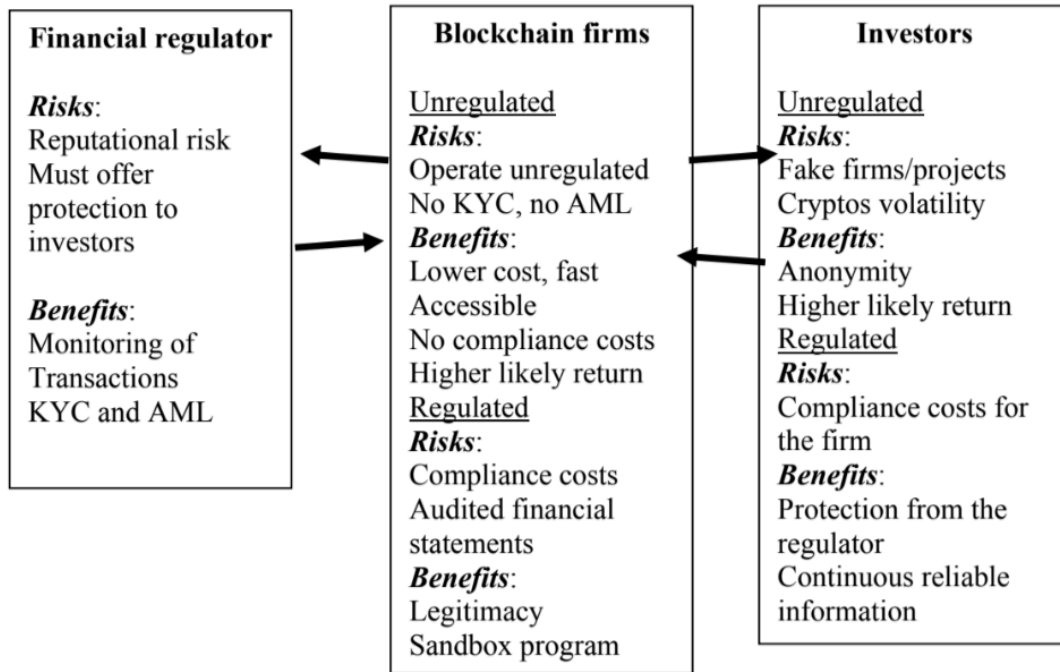 Financial regulator
Risks:
Reputational risk
Must offer
protection to
investors
Benefits:
Monitoring of
Transactions
KYC and AML
Blockchain firms
Unregulated
Risks:
Operate unregulated
No KYC, no AML
Benefits:
Lower cost, fast
Accessible
No compliance costs
Higher likely return
Regulated
Risks:
Compliance costs
Audited financial
statements
Benefits:
Legitimacy
Sandbox program
Investors
Unregulated
Risks:
Fake firms/projects
Cryptos volatility
Benefits:
Anonymity
Higher likely return
Regulated
Risks:
Compliance costs for
the firm
Benefits:
Protection from the
regulator
Continuous reliable
information